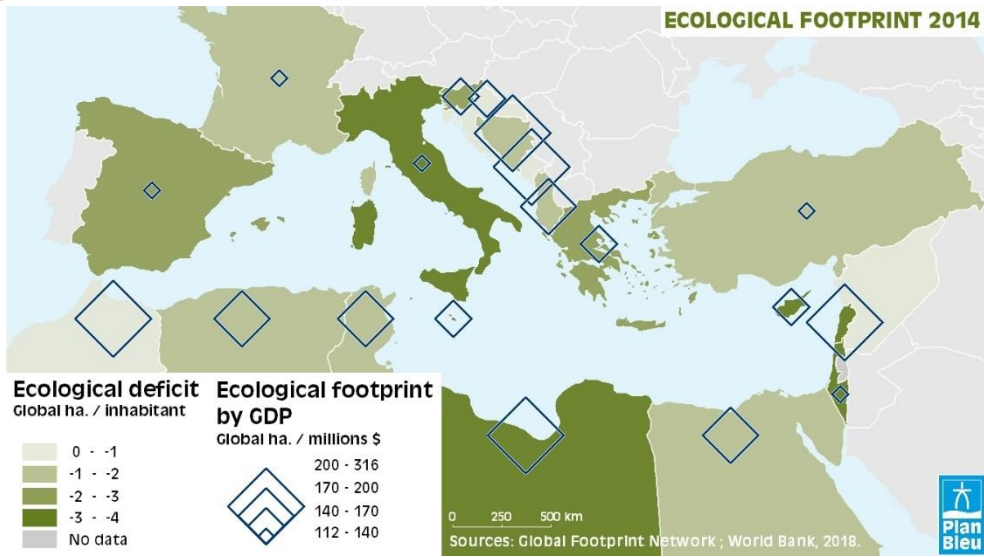 ECOLOGICAL FOOTPRINT 2014
Ecological deficit
Global ha. / inhabitant
0 - -1
-1 - -2
-2 - -3
-3 - -4
No data
Ecological footprint
by GDP
Global ha. / millions $
200 - 316
170 - 200
140 - 170
112 - 140
0 250 500 km
Sources: Global Footprint Network ; World Bank, 2018.
Plan
Bleu